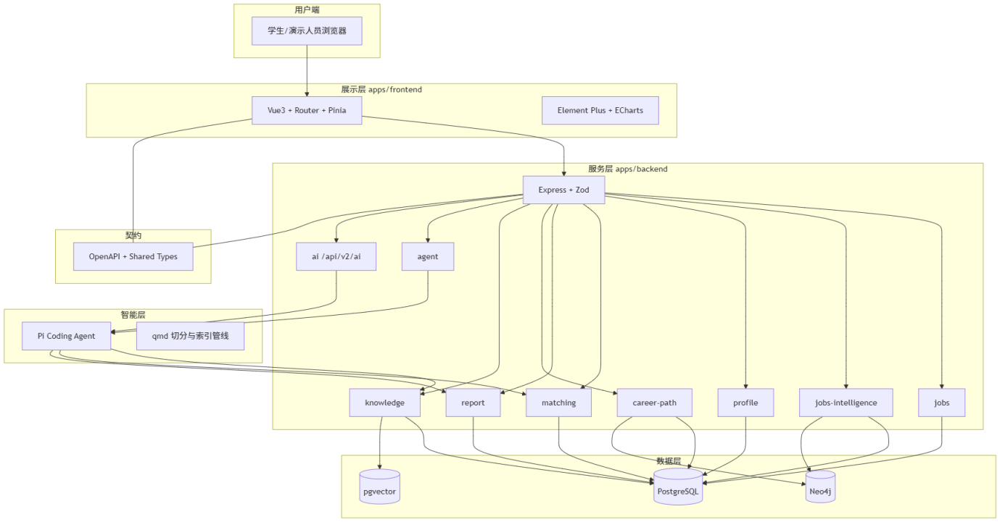 用户端
学生/演示人员浏览器
展示层 apps/frontend
Vue3 + Router + Pinia
Element Plus + ECharts
服务层 apps/backend
Express + Zod
契约
OpenAPI + Shared Types
ai /api/v2/ai
agent
智能层
Pi Coding Agent
qmd 切分与索引管线
knowledge
report
matching
career-path
profile
jobs-intelligence
jobs
数据层
pgvector
PostgreSQL
Neo4j